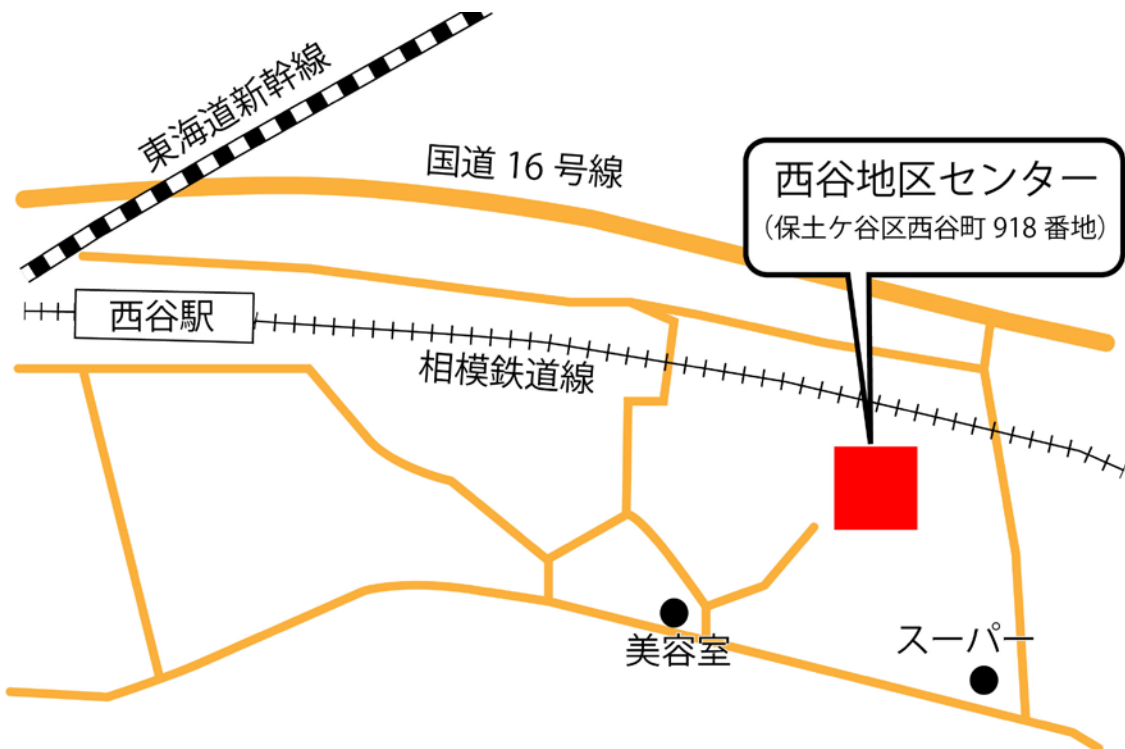 東海道新幹線
国道 16 号線
西谷地区センター
（保土ケ谷区西谷町 918 番地）
西谷駅
相模鉄道線
美容室
スーパー